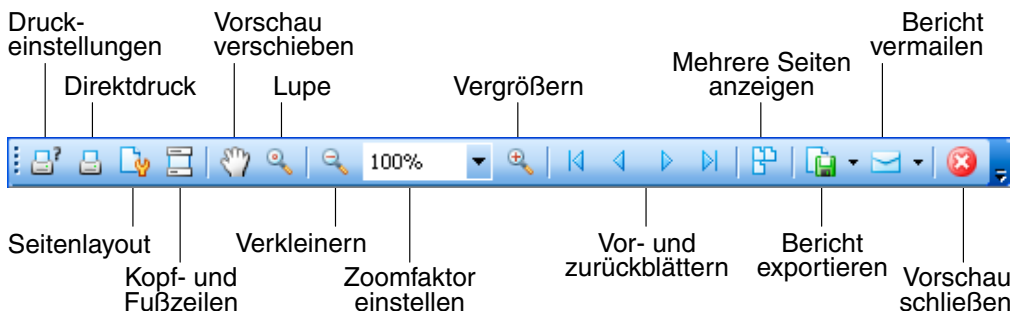 Druck-
einstellungen
Direktdruck
Vorschau
verschieben
Lupe
Vergrößern
Mehrere Seiten
anzeigen
Bericht
vermailen
?
100%
Seitenlayout
Kopf- und
Fußzeilen
Verkleinern
Zoomfaktor
einstellen
Vor- und
zurückblättern
Bericht
exportieren
Vorschau
schließen